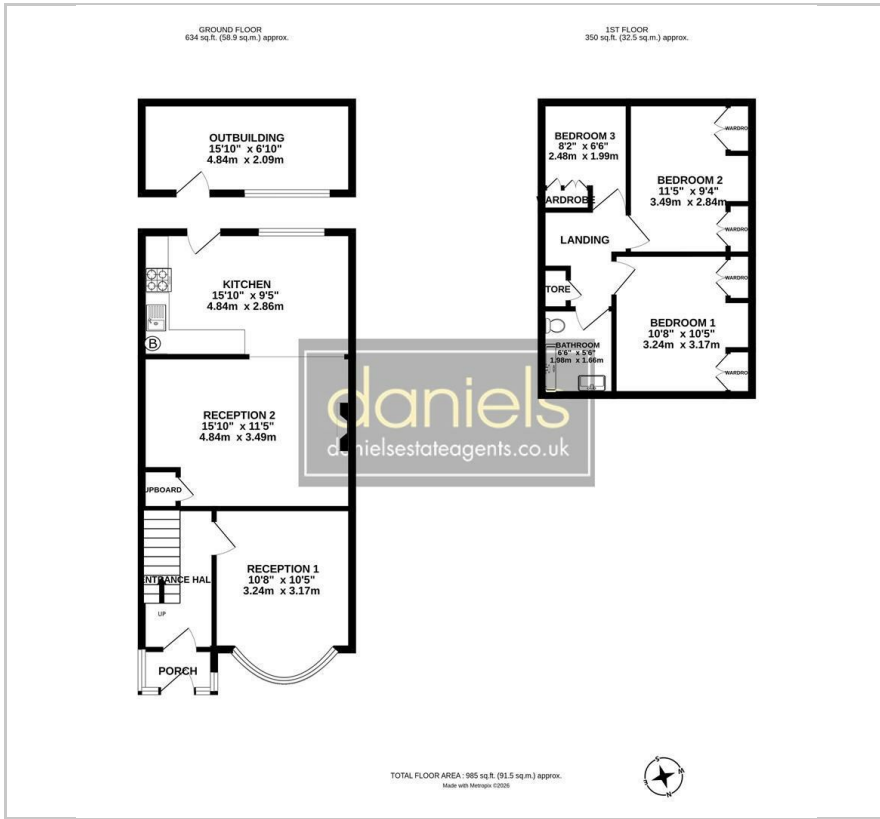 GROUND FLOOR
634 sq.ft. (58.9 sq.m.) approx.
1ST FLOOR
350 sq.ft. (32.5 sq.m.) approx.
OUTBUILDING
15'10" x 6'10"
4.84m x 2.09m
KITCHEN
15'10" x 9'5"
4.84m x 2.86m
B
RECEPTION 2
15'10" x 11'5"
4.84m x 3.49m
UPBOARD
ENTRANCE HAL
UP
RECEPTION 1
10'8" x 10'5"
3.24m x 3.17m
PORCH
BEDROOM 3
8'2" x 6'6"
2.48m x 1.99m
WARDROBE
BEDROOM 2
11'5" x 9'4"
3.49m x 2.84m
WARDRO
WARDRO
LANDING
TORE
WARDRO
BEDROOM 1
10'8" x 10'5"
3.24m x 3.17m
WARDRO
BATHROOM
6'6" x 5'6"
1.98m x 1.66m
daniels
danielsestateagents.co.uk
TOTAL FLOOR AREA : 985 sq.ft. (91.5 sq.m.) approx.
Made with Metropix ©2026
S
W
E
N